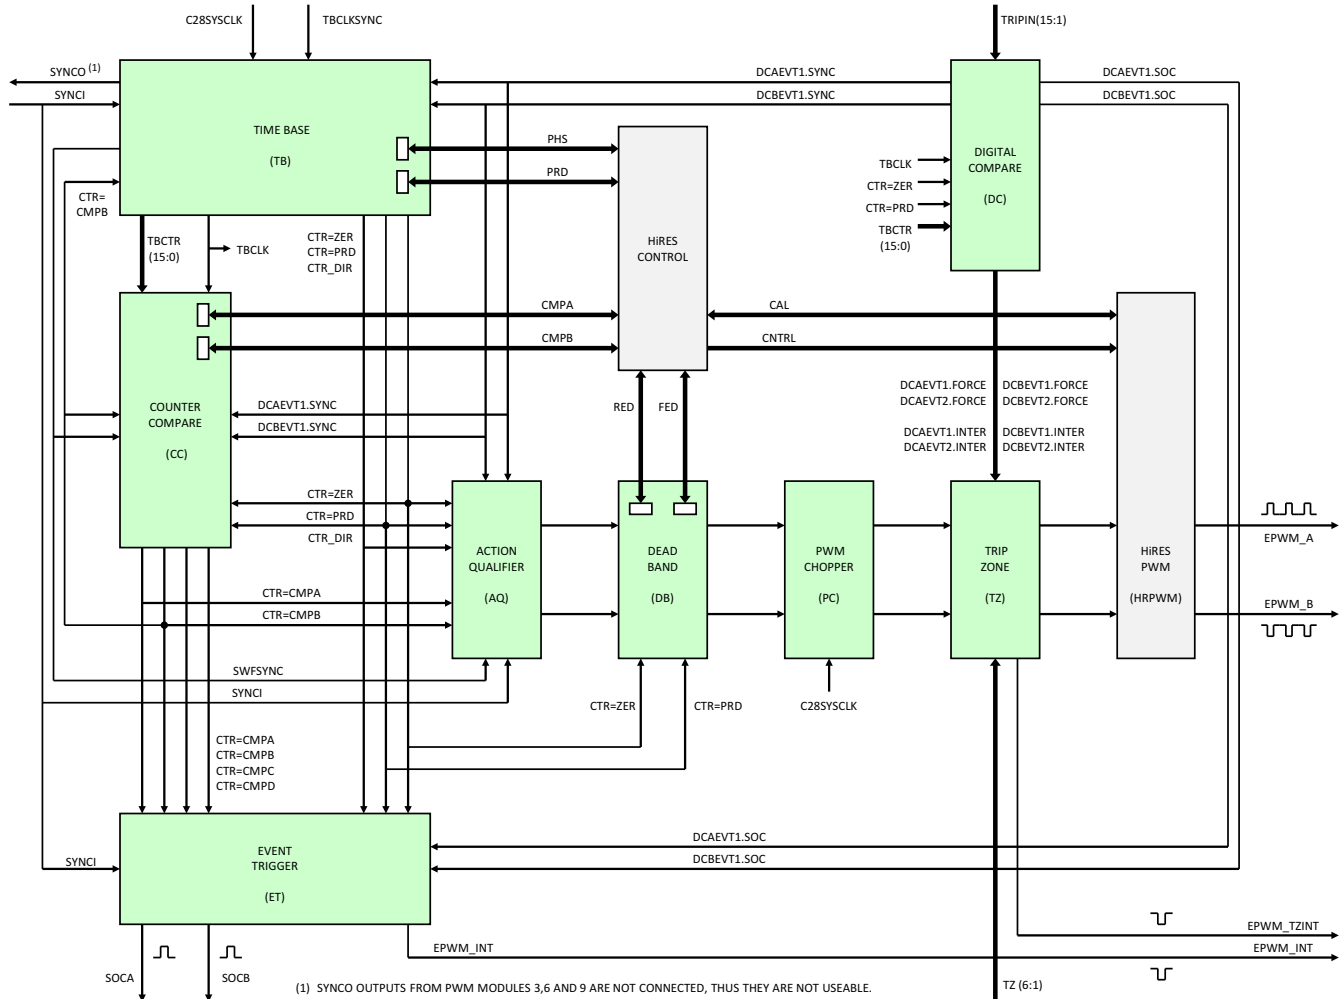 C28SYSCLK
TBCLKSYNC
TRIPIN(15:1)
SYNCO (1)
SYNCI
DCAEVT1.SYNC
DCBEVT1.SYNC
DCAEVT1.SOC
DCBEVT1.SOC
TIME BASE
(TB)
PHS
PRD
DIGITAL
COMPARE
(DC)
TBCLK
CTR=ZER
CTR=PRD
TBCTR
(15:0)
CTR=
CMPB
TBCTR
(15:0)
TBCLK
CTR=ZER
CTR=PRD
CTR_DIR
HiRES
CONTROL
CMPA
CMPB
CAL
CNTRL
COUNTER
COMPARE
(CC)
DCAEVT1.SYNC
DCBEVT1.SYNC
RED
FED
DCAEVT1.FORCE
DCAEVT2.FORCE
DCBEVT1.FORCE
DCBEVT2.FORCE
DCAEVT1.INTER
DCAEVT2.INTER
DCBEVT1.INTER
DCBEVT2.INTER
CTR=ZER
CTR=PRD
CTR_DIR
CTR=CMPA
CTR=CMPB
ACTION
QUALIFIER
(AQ)
DEAD
BAND
(DB)
PWM
CHOPPER
(PC)
TRIP
ZONE
(TZ)
HiRES
PWM
(HRPWM)
EPWM_A
EPWM_B
SWFSYNC
SYNCI
CTR=ZER
CTR=PRD
C28SYSCLK
CTR=CMPA
CTR=CMPB
CTR=CMPC
CTR=CMPD
DCAEVT1.SOC
DCBEVT1.SOC
SYNCI
EVENT
TRIGGER
(ET)
EPWM_TZINT
EPWM_INT
EPWM_INT
SOCA
SOCB
TZ (6:1)
(1) SYNCO OUTPUTS FROM PWM MODULES 3,6 AND 9 ARE NOT CONNECTED, THUS THEY ARE NOT USEABLE.